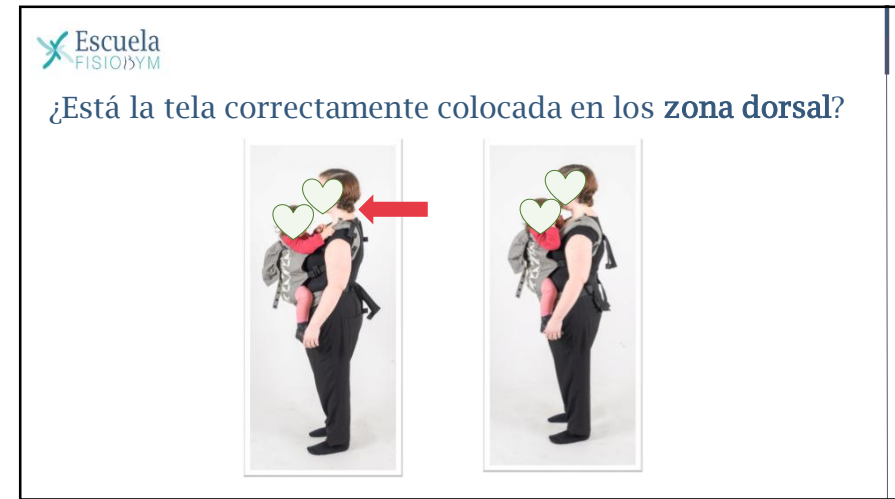 Escuela
FISIOBYM
¿Está la tela correctamente colocada en los zona dorsal?